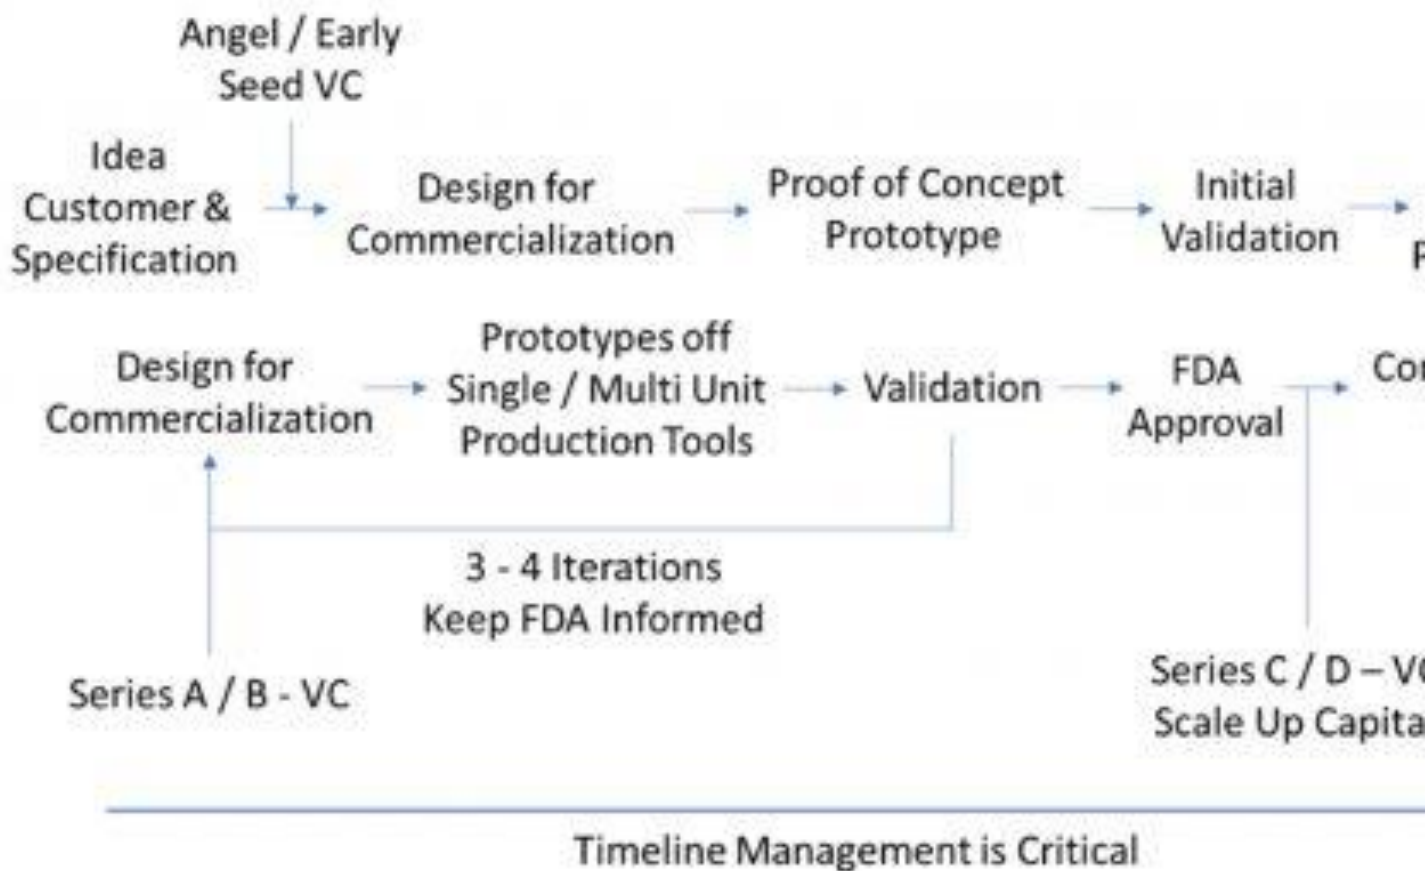 Angel / Early
Seed VC
Idea
Customer &
Specification
Design for
Commercialization
Proof of Concept
Prototype
Initial
Validation
Design for
Commercialization
Prototypes off
Single / Multi Unit
Production Tools
Validation
FDA
Approval
3 - 4 Iterations
Keep FDA Informed
Series A / B - VC
Series C / D –
Scale Up
Timeline Management is Critical